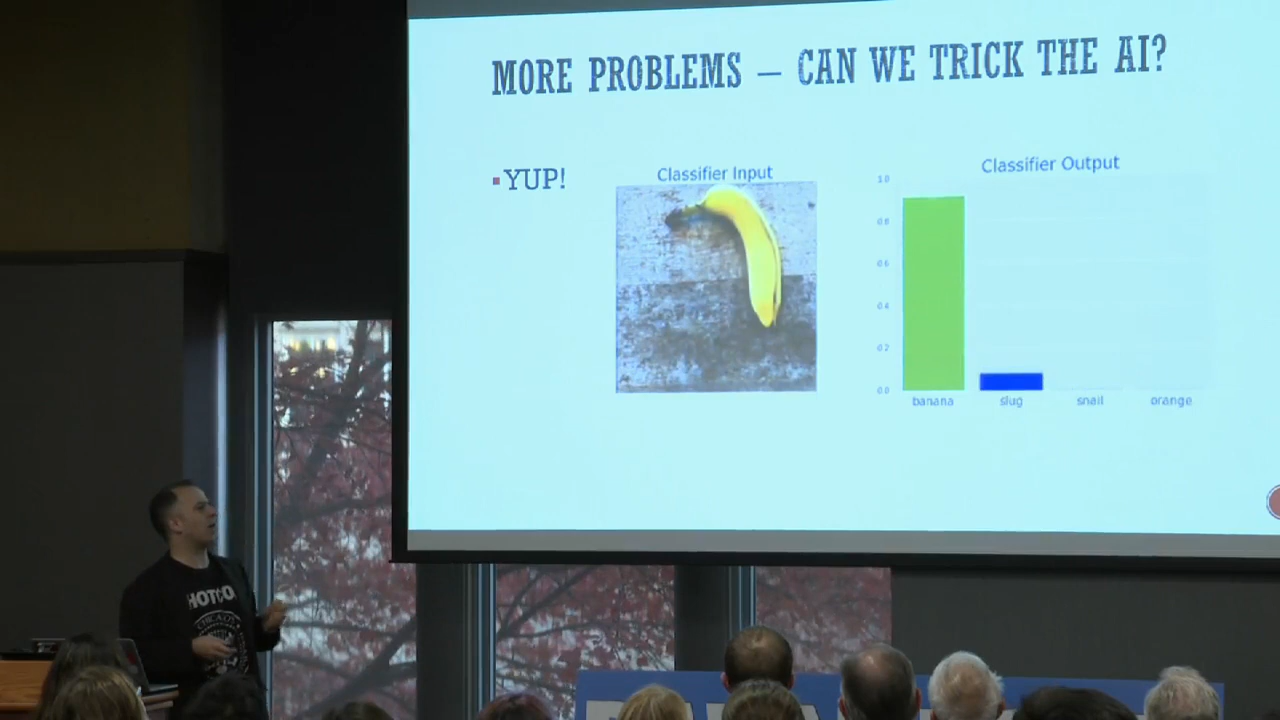 MORE PROBLEMS – CAN WE TRICK THE AI?
▪YUP!
Classifier Input
Classifier Output
1.0
0.8
0.6
0.4
0.2
0.0
banana
slug
snail
orange